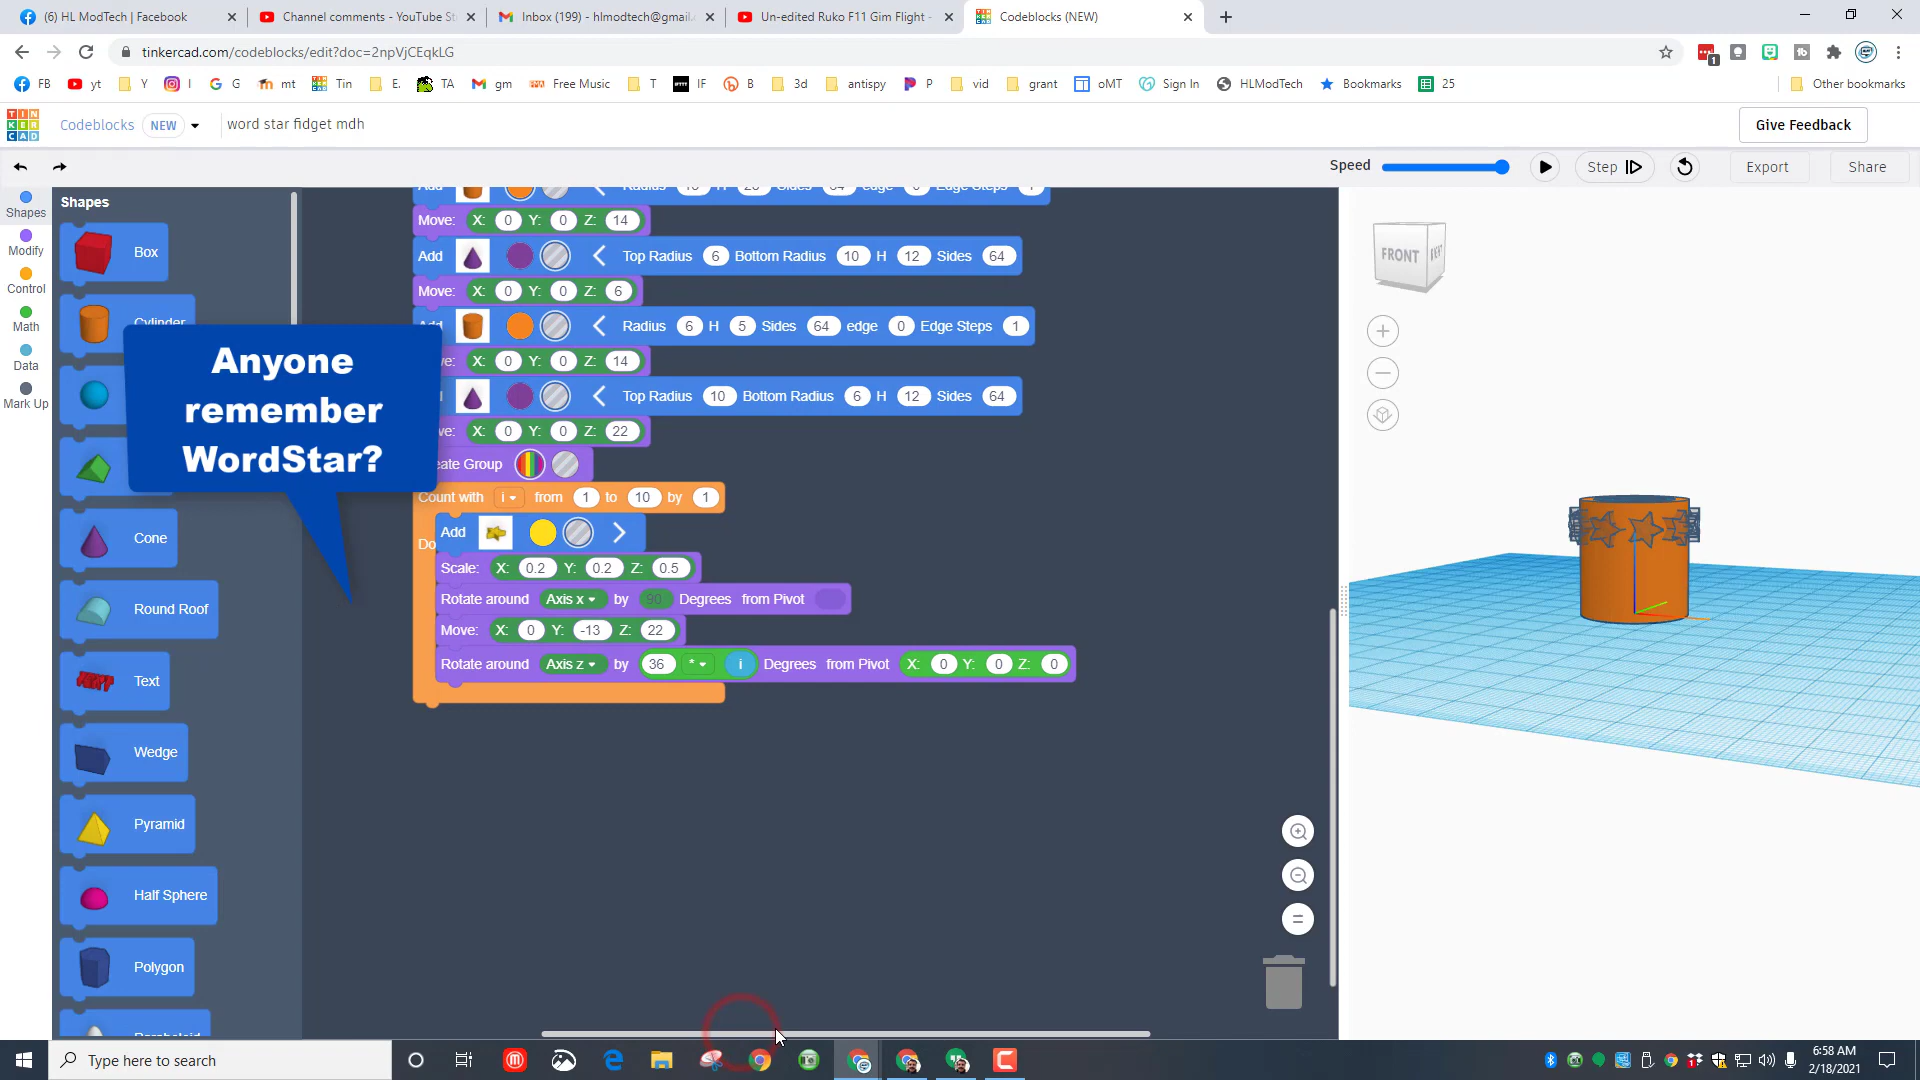 (6) HL ModTech | Facebook
Channel comments - YouTube St
Inbox (199) - hlmodtech@gmail.
Un-edited Ruko F11 Gim Flight -
Codeblocks (NEW)
tinkercad.com/codeblocks/edit?doc=2npVjCEqkLG
FB yt Y I G mt Tin E. TA gm Free Music T IF B 3d antispy P vid grant oMT Sign In HLModTech Bookmarks 25 Other bookmarks
TIN KER CAD
Codeblocks NEW
word star fidget mdh
Give Feedback
Speed Step Export Share
Shapes
Modify
Control
Math
Data
Mark Up
Shapes
Box
Cylinder
Cone
Round Roof
Text
Wedge
Pyramid
Half Sphere
Polygon
Anyone
remember
WordStar?
Move: X: 0 Y: 0 Z: 14
Add Top Radius 6 Bottom Radius 10 H 12 Sides 64
Move: X: 0 Y: 0 Z: 6
Radius 6 H 5 Sides 64 edge 0 Edge Steps 1
X: 0 Y: 0 Z: 14
Top Radius 10 Bottom Radius 6 H 12 Sides 64
X: 0 Y: 0 Z: 22
eate Group
Count with i from 1 to 10 by 1
Do
Add
Scale: X: 0.2 Y: 0.2 Z: 0.5
Rotate around Axis x by 90 Degrees from Pivot
Move: X: 0 Y: -13 Z: 22
Rotate around Axis z by 36 * i Degrees from Pivot X: 0 Y: 0 Z: 0
FRONT
Type here to search
6:58 AM
2/18/2021